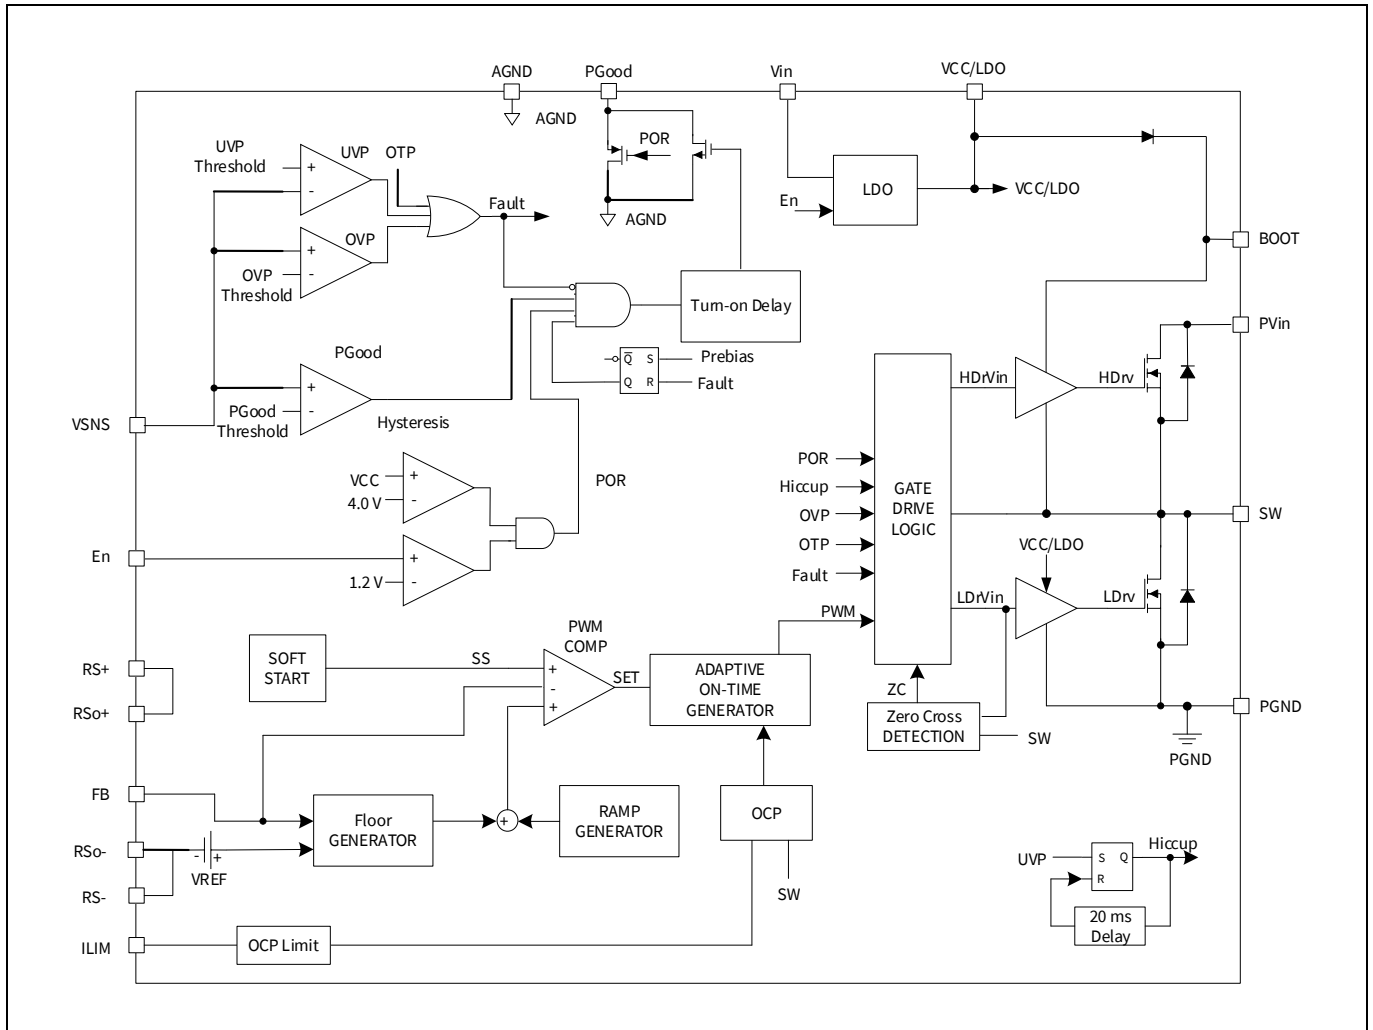 AGND
PGood
Vin
VCC/LDO
AGND
POR
AGND
UVP
Threshold
+
-
UVP
OTP
OVP
+
-
OVP
Threshold
Fault
LDO
En
VCC/LDO
BOOT
Turn-on Delay
PVin
PGood
+
-
PGood
Threshold
Hysteresis
Q
S
Q
R
Prebias
Fault
VSNS
HDrVin
HDrv
VCC
4.0 V
+
-
POR
POR
Hiccup
OVP
OTP
Fault
PWM
GATE
DRIVE
LOGIC
SW
En
+
-
1.2 V
VCC/LDO
LDrVin
LDrv
SOFT
START
SS
PWM
COMP
+
-
+
SET
ADAPTIVE
ON-TIME
GENERATOR
ZC
Zero Cross
DETECTION
SW
PGND
PGND
RS+
RSo+
FB
RSo-
RS-
- +
VREF
Floor
GENERATOR
+
RAMP
GENERATOR
OCP
SW
UVP
S
Q
R
Hiccup
20 ms
Delay
ILIM
OCP Limit